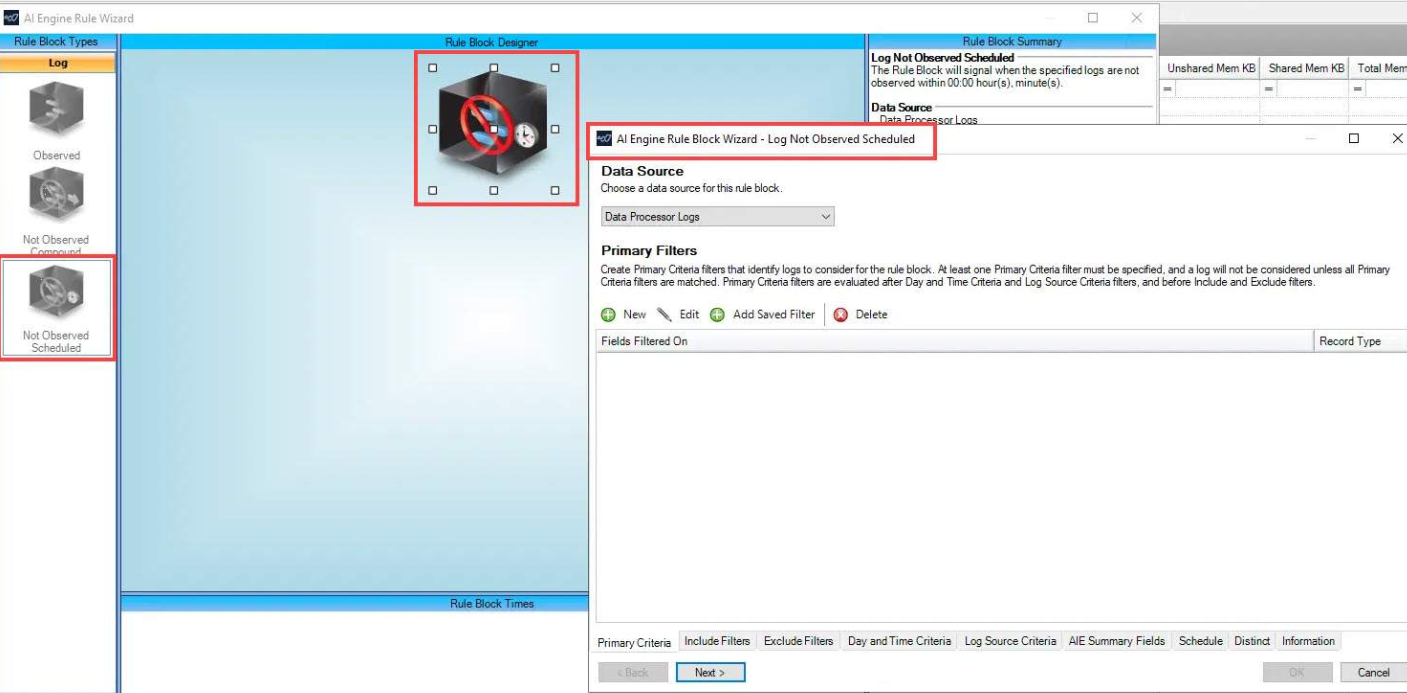 AI Engine Rule Wizard
Rule Block Types
Log
Observed
Not Observed
Compound
Not Observed
Scheduled
Rule Block Designer
Rule Block Times
Rule Block Summary
Log Not Observed Scheduled
The Rule Block will signal when the specified logs are not
observed within 00:00 hour(s), minute(s).
Data Source
Data Processor Logs
Unshared Mem KB Shared Mem KB Total Mem
= = =
AI Engine Rule Block Wizard - Log Not Observed Scheduled
Data Source
Choose a data source for this rule block.
Data Processor Logs
Primary Filters
Create Primary Criteria filters that identify logs to consider for the rule block. At least one Primary Criteria filter must be specified, and a log will not be considered unless all Primary
Criteria filters are matched. Primary Criteria filters are evaluated after Day and Time Criteria and Log Source Criteria filters, and before Include and Exclude filters.
New Edit Add Saved Filter Delete
Fields Filtered On Record Type
Primary Criteria Include Filters Exclude Filters Day and Time Criteria Log Source Criteria AIE Summary Fields Schedule Distinct Information
< Back Next > OK Cancel